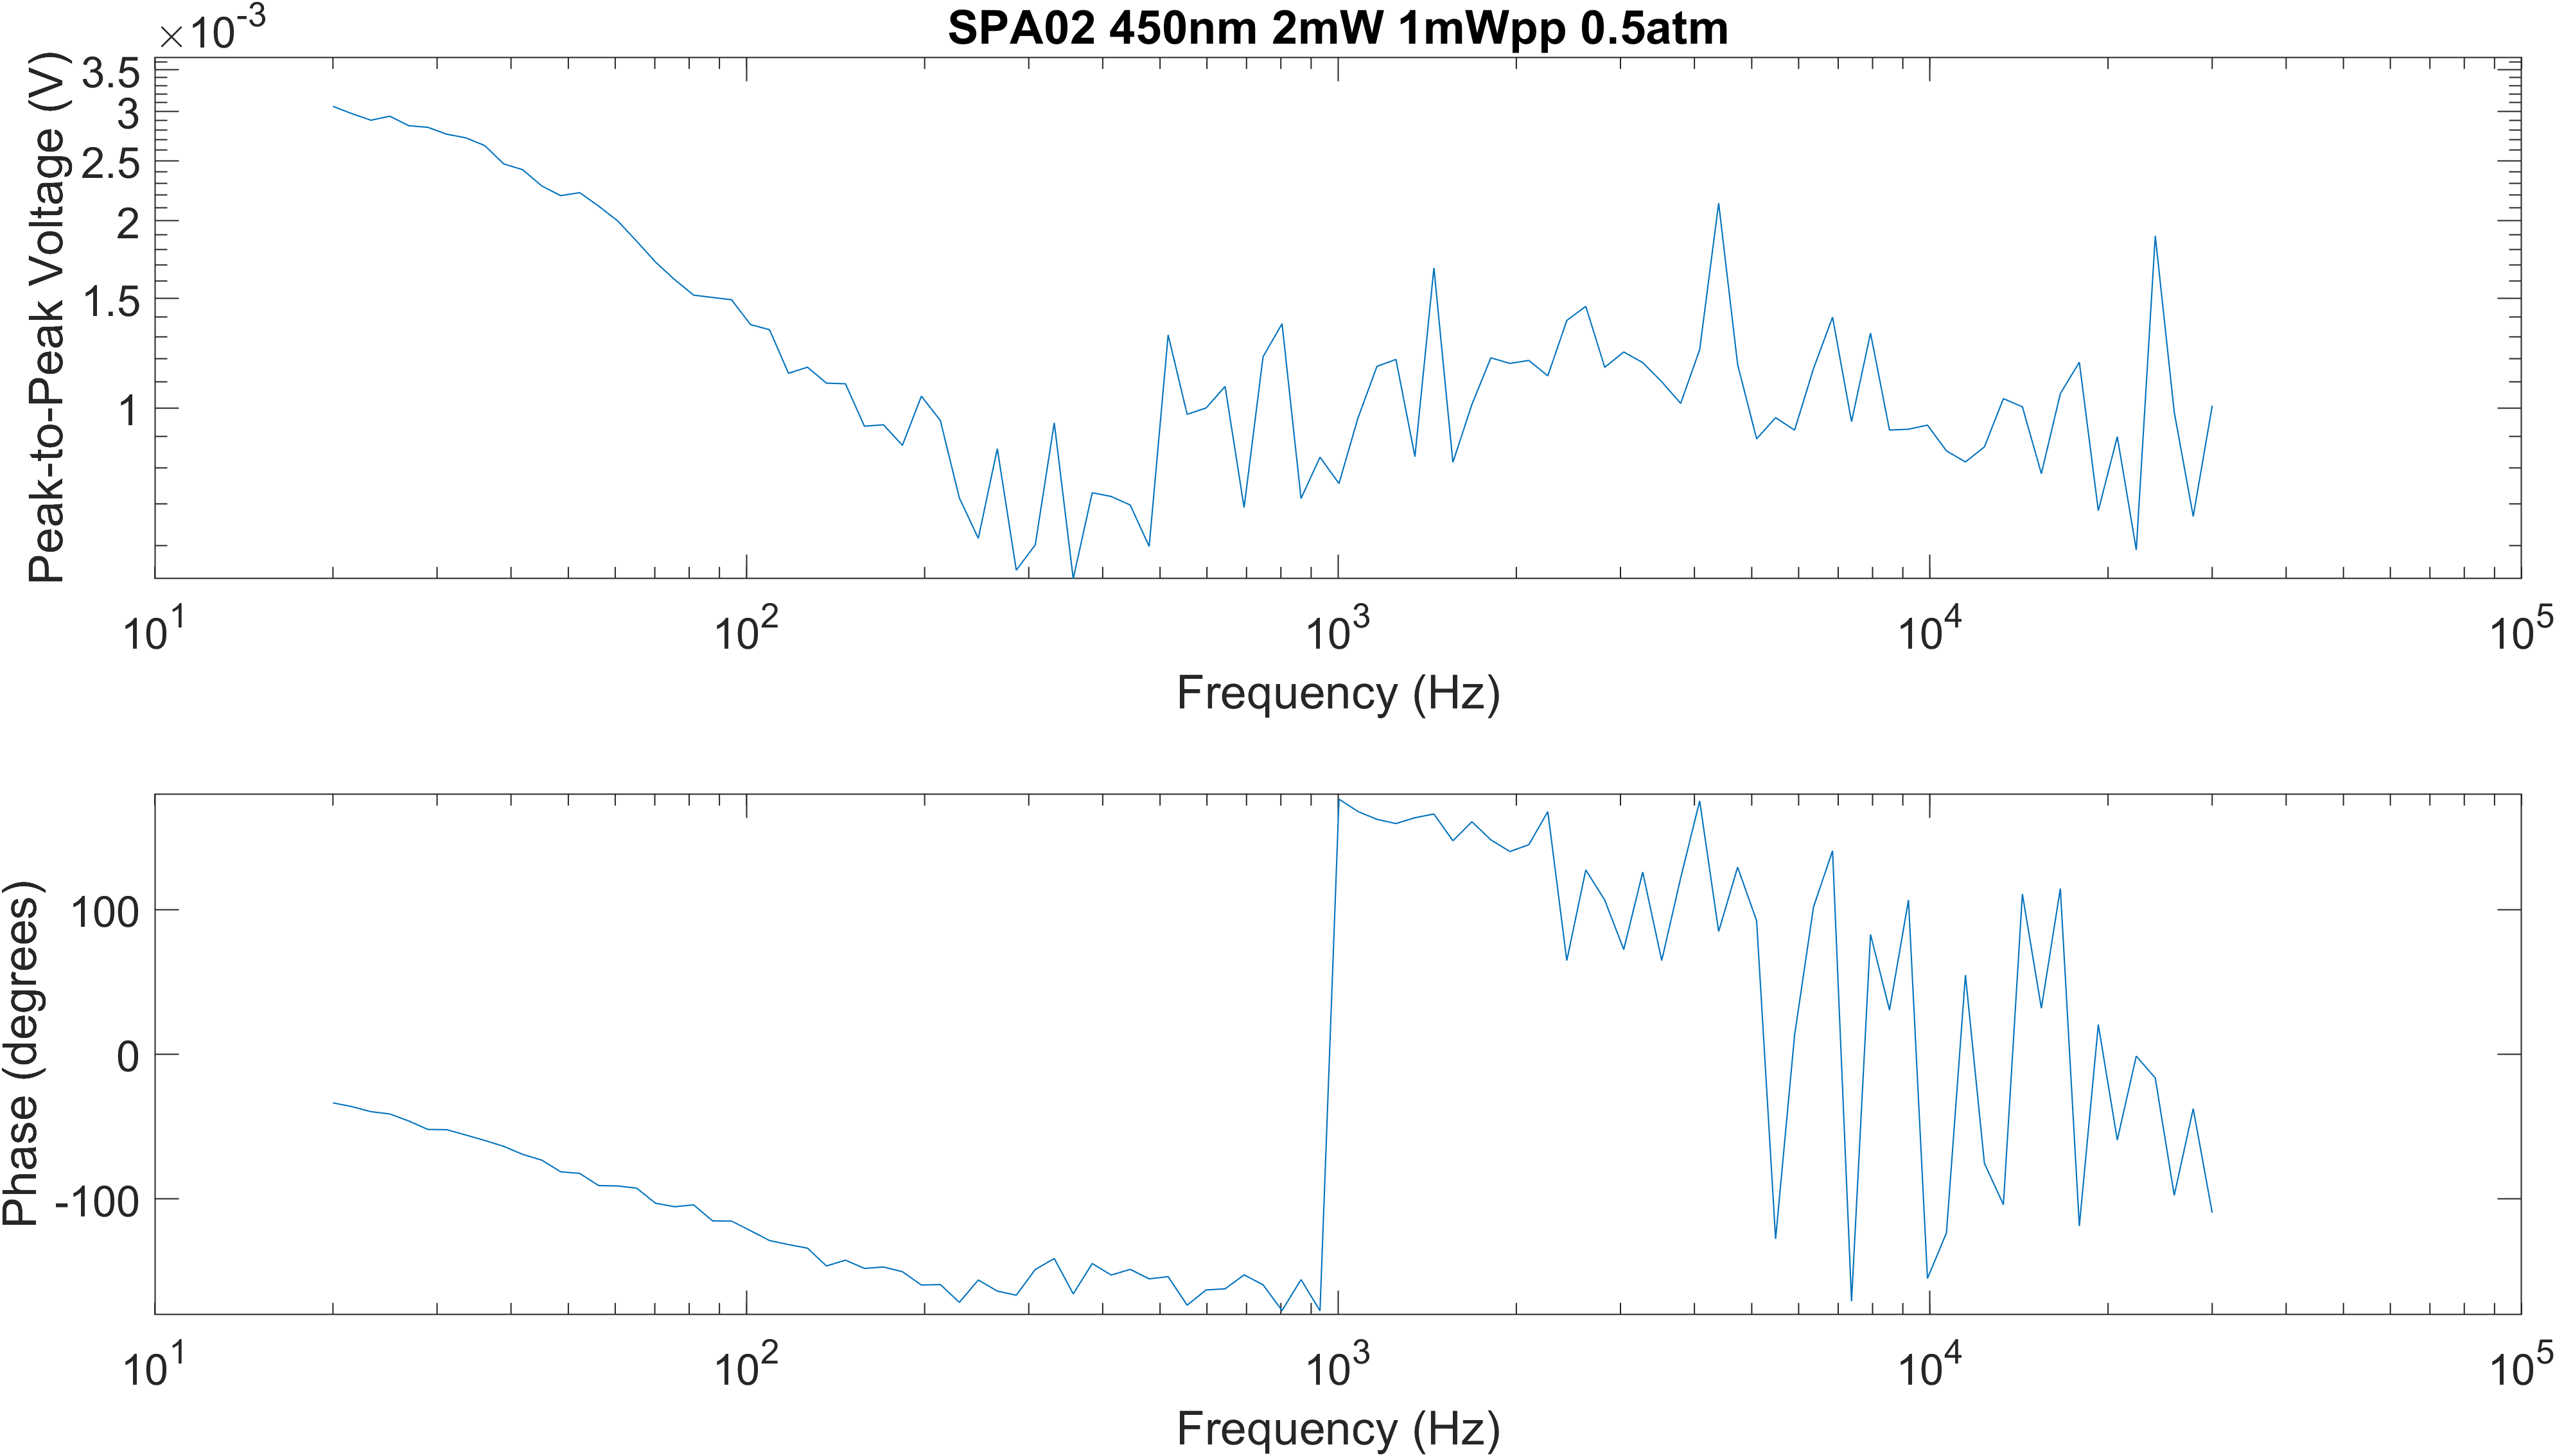 SPA02 450nm 2mW 1mWpp 0.5atm
×10⁻³
Peak-to-Peak Voltage (V)
3.5
3
2.5
2
1.5
1
10¹ 10² 10³ 10⁴ 10⁵
Frequency (Hz)
Phase (degrees)
100
0
-100
10¹ 10² 10³ 10⁴ 10⁵
Frequency (Hz)